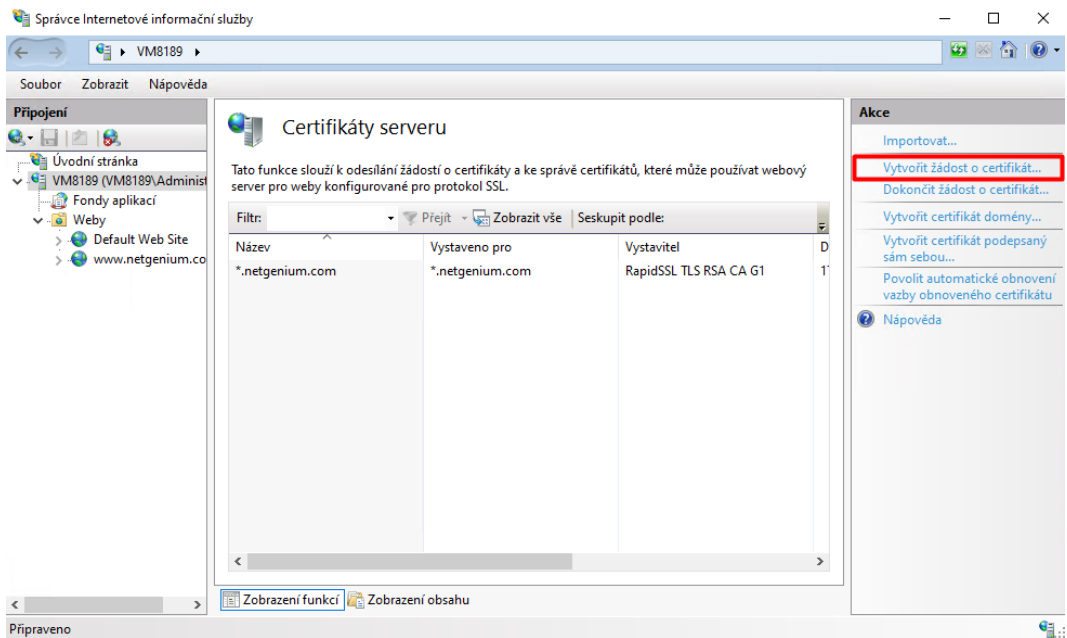 Správce Internetové informační služby
VM8189
Soubor Zobrazit Nápověda
Připojení
Úvodní stránka
VM8189 (VM8189\Administ
Fondy aplikací
Weby
Default Web Site
www.netgenium.co
Certifikáty serveru
Tato funkce slouží k odesílání žádostí o certifikáty a ke správě certifikátů, které může používat webový
server pro weby konfigurované pro protokol SSL.
Filtr: Přejít Zobrazit vše Seskupit podle:
Název Vystaveno pro Vystavitel D
*.netgenium.com *.netgenium.com RapidSSL TLS RSA CA G1 1
Zobrazení funkcí Zobrazení obsahu
Akce
Importovat...
Vytvořit žádost o certifikát...
Dokončit žádost o certifikát...
Vytvořit certifikát domény...
Vytvořit certifikát podepsaný
sám sebou...
Povolit automatické obnovení
vazby obnoveného certifikátu
Nápověda
Připraveno